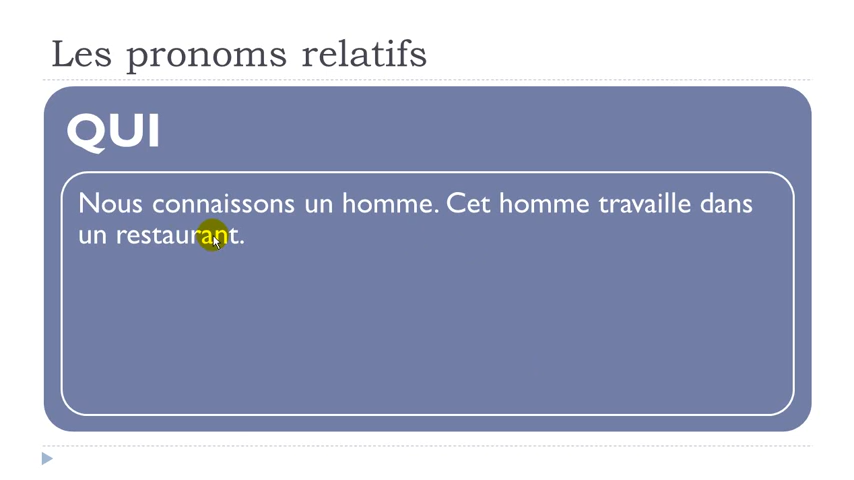 Les pronoms relatifs
QUI
Nous connaissons un homme. Cet homme travaille dans
un restaurant.